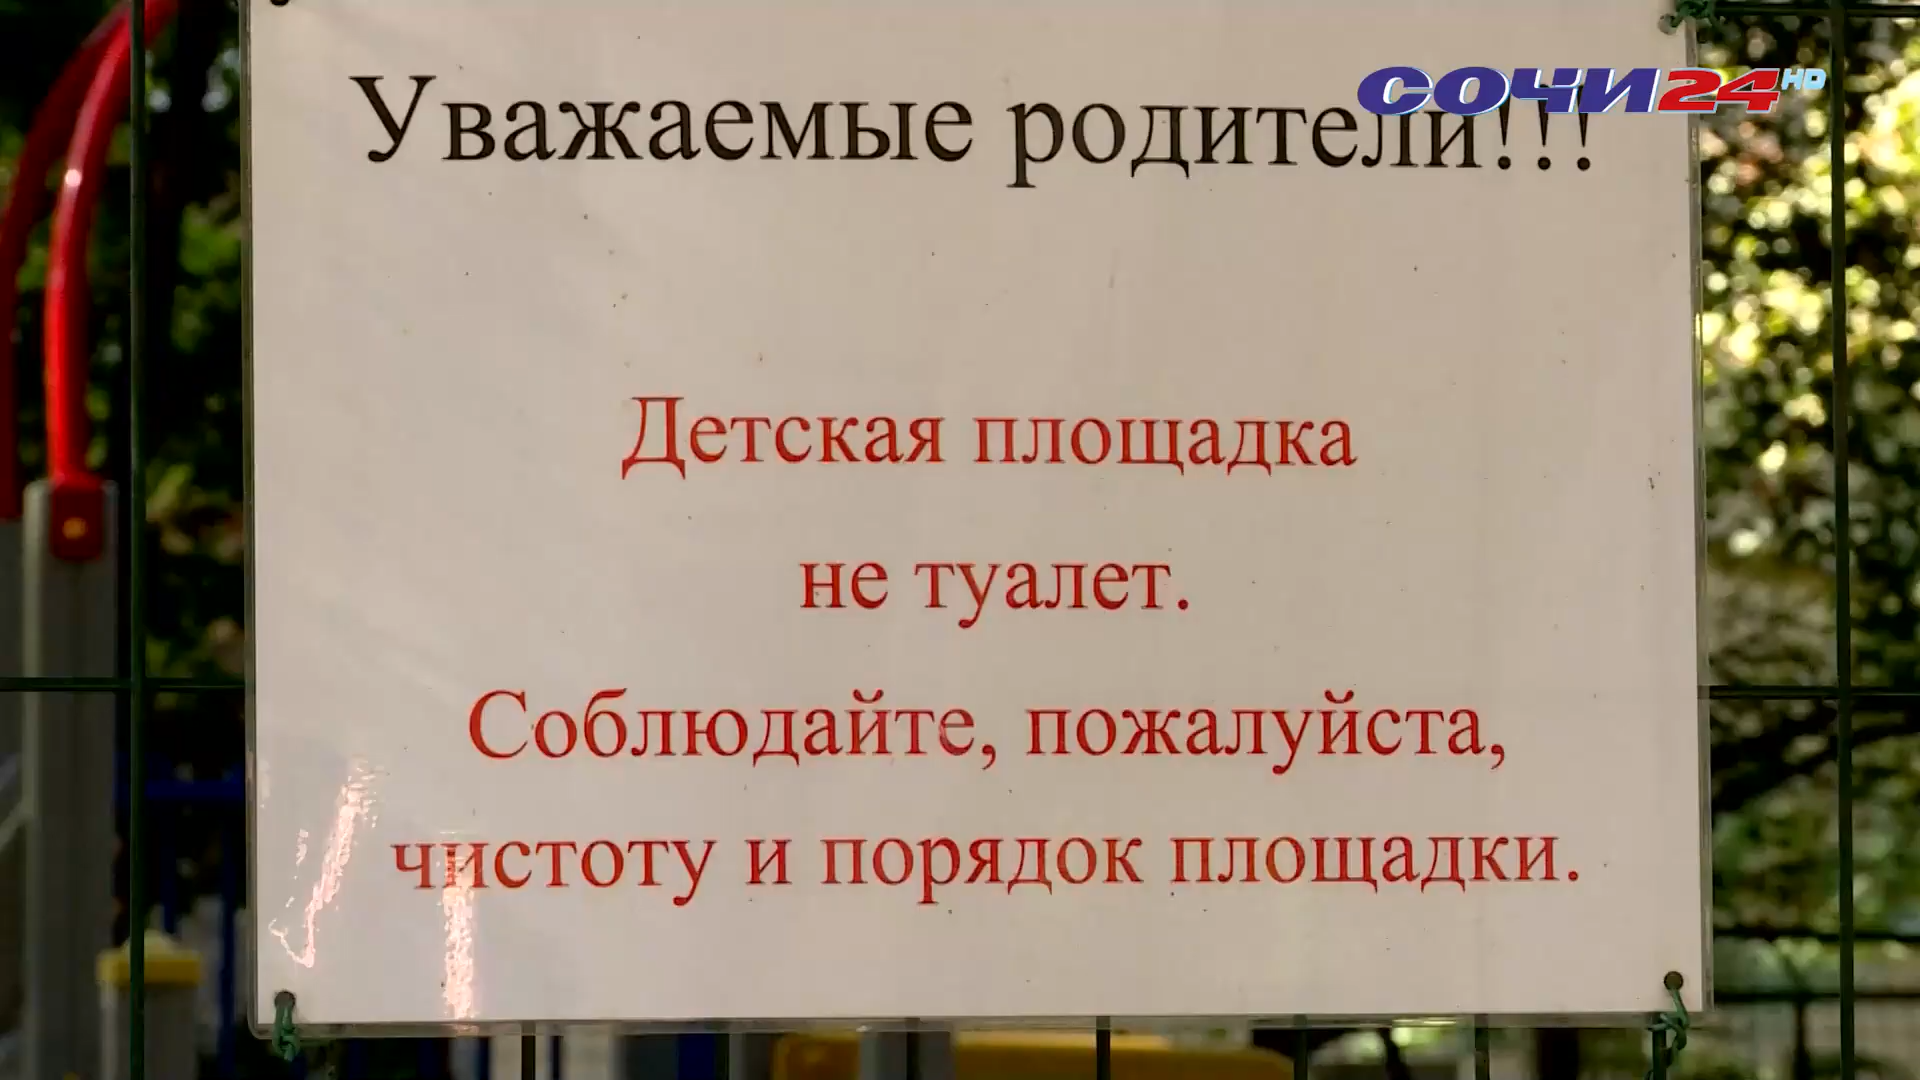 СОЧИ24HD
Уважаемые родители!!!
Детская площадка
не туалет.
Соблюдайте, пожалуйста,
чистоту и порядок площадки.